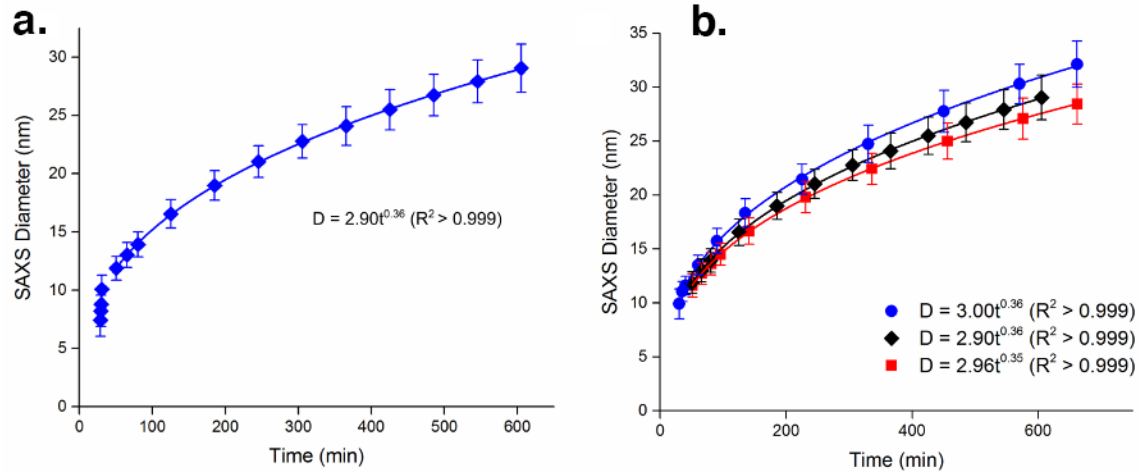 a.
30
25
20
15
10
5
0
SAXS Diameter (nm)
D = 2.90t^0.36 (R^2 > 0.999)
0 100 200 300 400 500 600
Time (min)
b.
35
30
25
20
15
10
5
0
SAXS Diameter (nm)
D = 3.00t^0.36 (R^2 > 0.999)
D = 2.90t^0.36 (R^2 > 0.999)
D = 2.96t^0.35 (R^2 > 0.999)
0 200 400 600
Time (min)